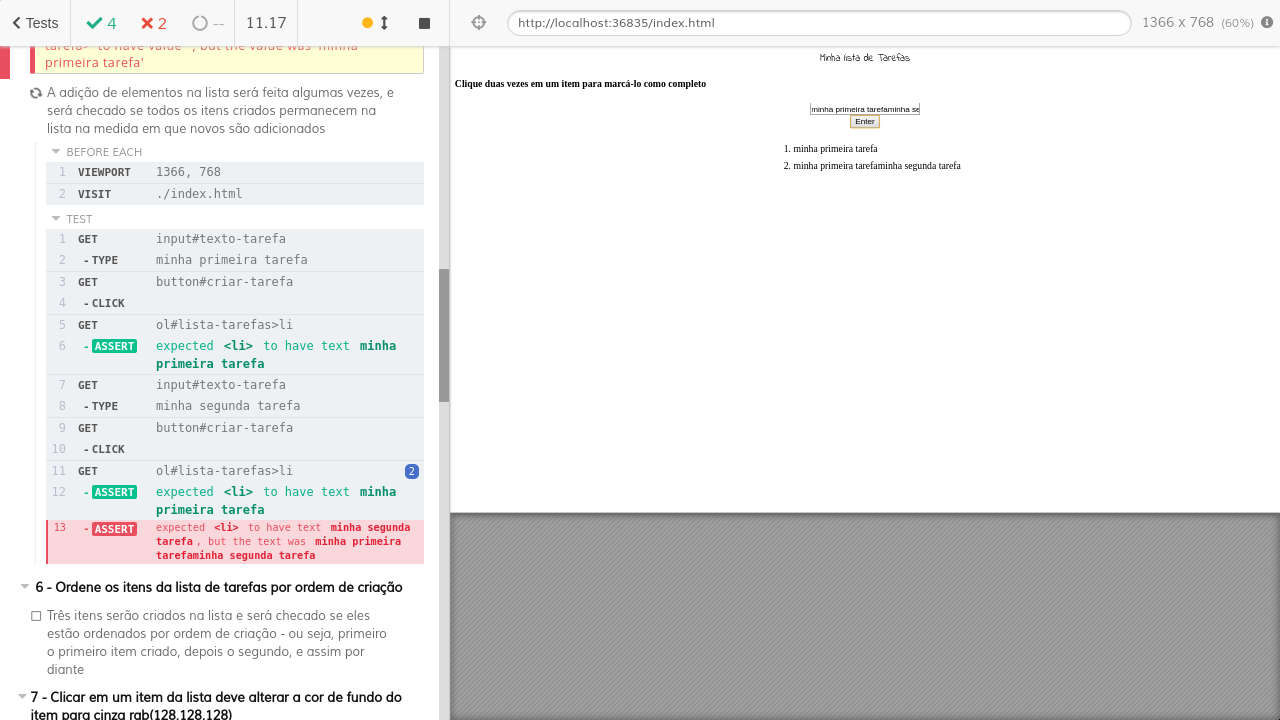 Tests
4
2
--
11.17
http://localhost:36835/index.html
1366 x 768 (60%)
tarefa>' to have value '', but the value was 'minha
primeira tarefa'
A adição de elementos na lista será feita algumas vezes, e
será checado se todos os itens criados permanecem na
lista na medida em que novos são adicionados
BEFORE EACH
1 VIEWPORT 1366, 768
2 VISIT ./index.html
TEST
1 GET input#texto-tarefa
2 - TYPE minha primeira tarefa
3 GET button#criar-tarefa
4 - CLICK
5 GET ol#lista-tarefas>li
6 - ASSERT expected <li> to have text minha
primeira tarefa
7 GET input#texto-tarefa
8 - TYPE minha segunda tarefa
9 GET button#criar-tarefa
10 - CLICK
11 GET ol#lista-tarefas>li 2
12 - ASSERT expected <li> to have text minha
primeira tarefa
13 - ASSERT expected <li> to have text minha segunda
tarefa , but the text was minha primeira
tarefaminha segunda tarefa
6 - Ordene os itens da lista de tarefas por ordem de criação
Três itens serão criados na lista e será checado se eles
estão ordenados por ordem de criação - ou seja, primeiro
o primeiro item criado, depois o segundo, e assim por
diante
7 - Clicar em um item da lista deve alterar a cor de fundo do
item para cinza rgb(128,128,128)
Minha lista de Tarefas
Clique duas vezes em um item para marcá-lo como completo
minha primeira tarefaminha se
Enter
1. minha primeira tarefa
2. minha primeira tarefaminha segunda tarefa